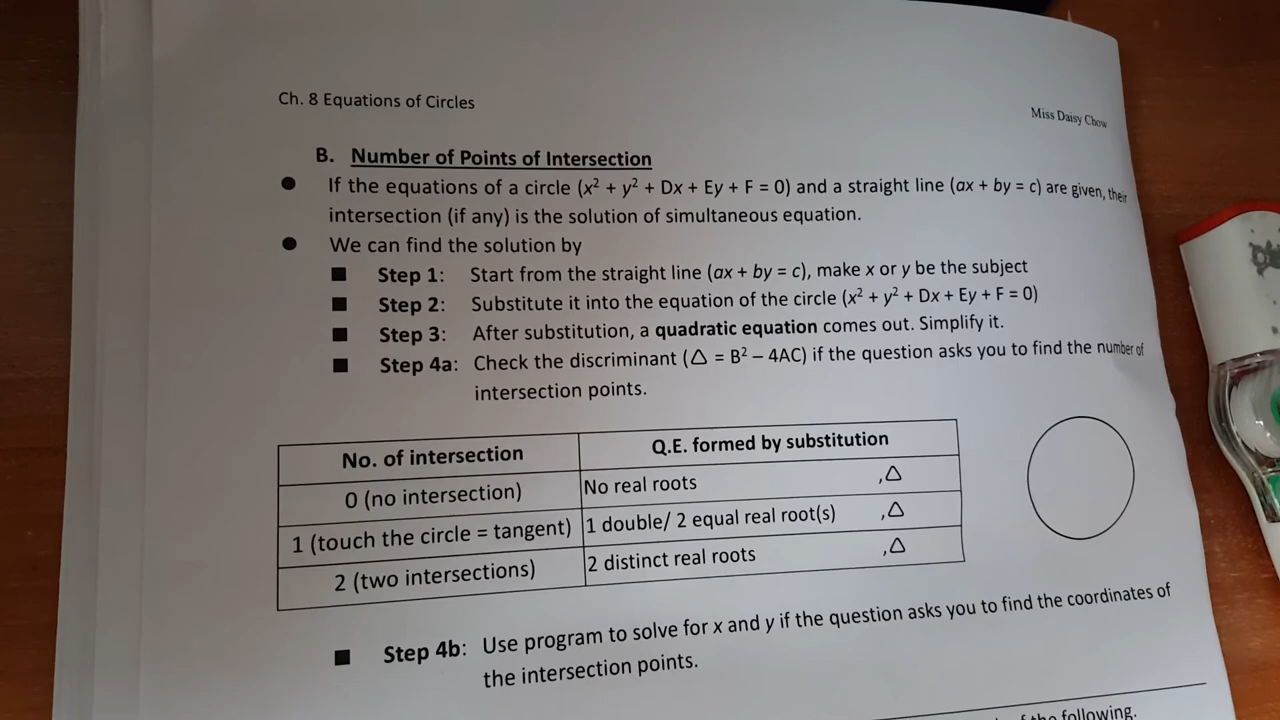 Ch. 8 Equations of Circles
Miss Daisy Chow
B. Number of Points of Intersection
● If the equations of a circle (x² + y² + Dx + Ey + F = 0) and a straight line (ax + by = c) are given, their
intersection (if any) is the solution of simultaneous equation.
● We can find the solution by
■ Step 1: Start from the straight line (ax + by = c), make x or y be the subject
■ Step 2: Substitute it into the equation of the circle (x² + y² + Dx + Ey + F = 0)
■ Step 3: After substitution, a quadratic equation comes out. Simplify it.
■ Step 4a: Check the discriminant (△ = B² – 4AC) if the question asks you to find the number of
intersection points.
No. of intersection Q.E. formed by substitution
0 (no intersection) No real roots ,△
1 (touch the circle = tangent) 1 double/ 2 equal real root(s) ,△
2 (two intersections) 2 distinct real roots ,△
■ Step 4b: Use program to solve for x and y if the question asks you to find the coordinates of
the intersection points.
of the following.